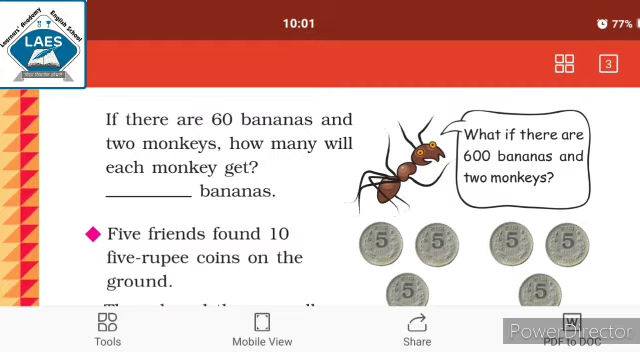 10:01
77%
Learners' Academy English School
LAES
3
If there are 60 bananas and
two monkeys, how many will
each monkey get?
__________ bananas.
What if there are
600 bananas and
two monkeys?
Five friends found 10
five-rupee coins on the
ground.
5 5 5 5
5 5
Tools
Mobile View
Share
PDF to DOC
W
PowerDirector